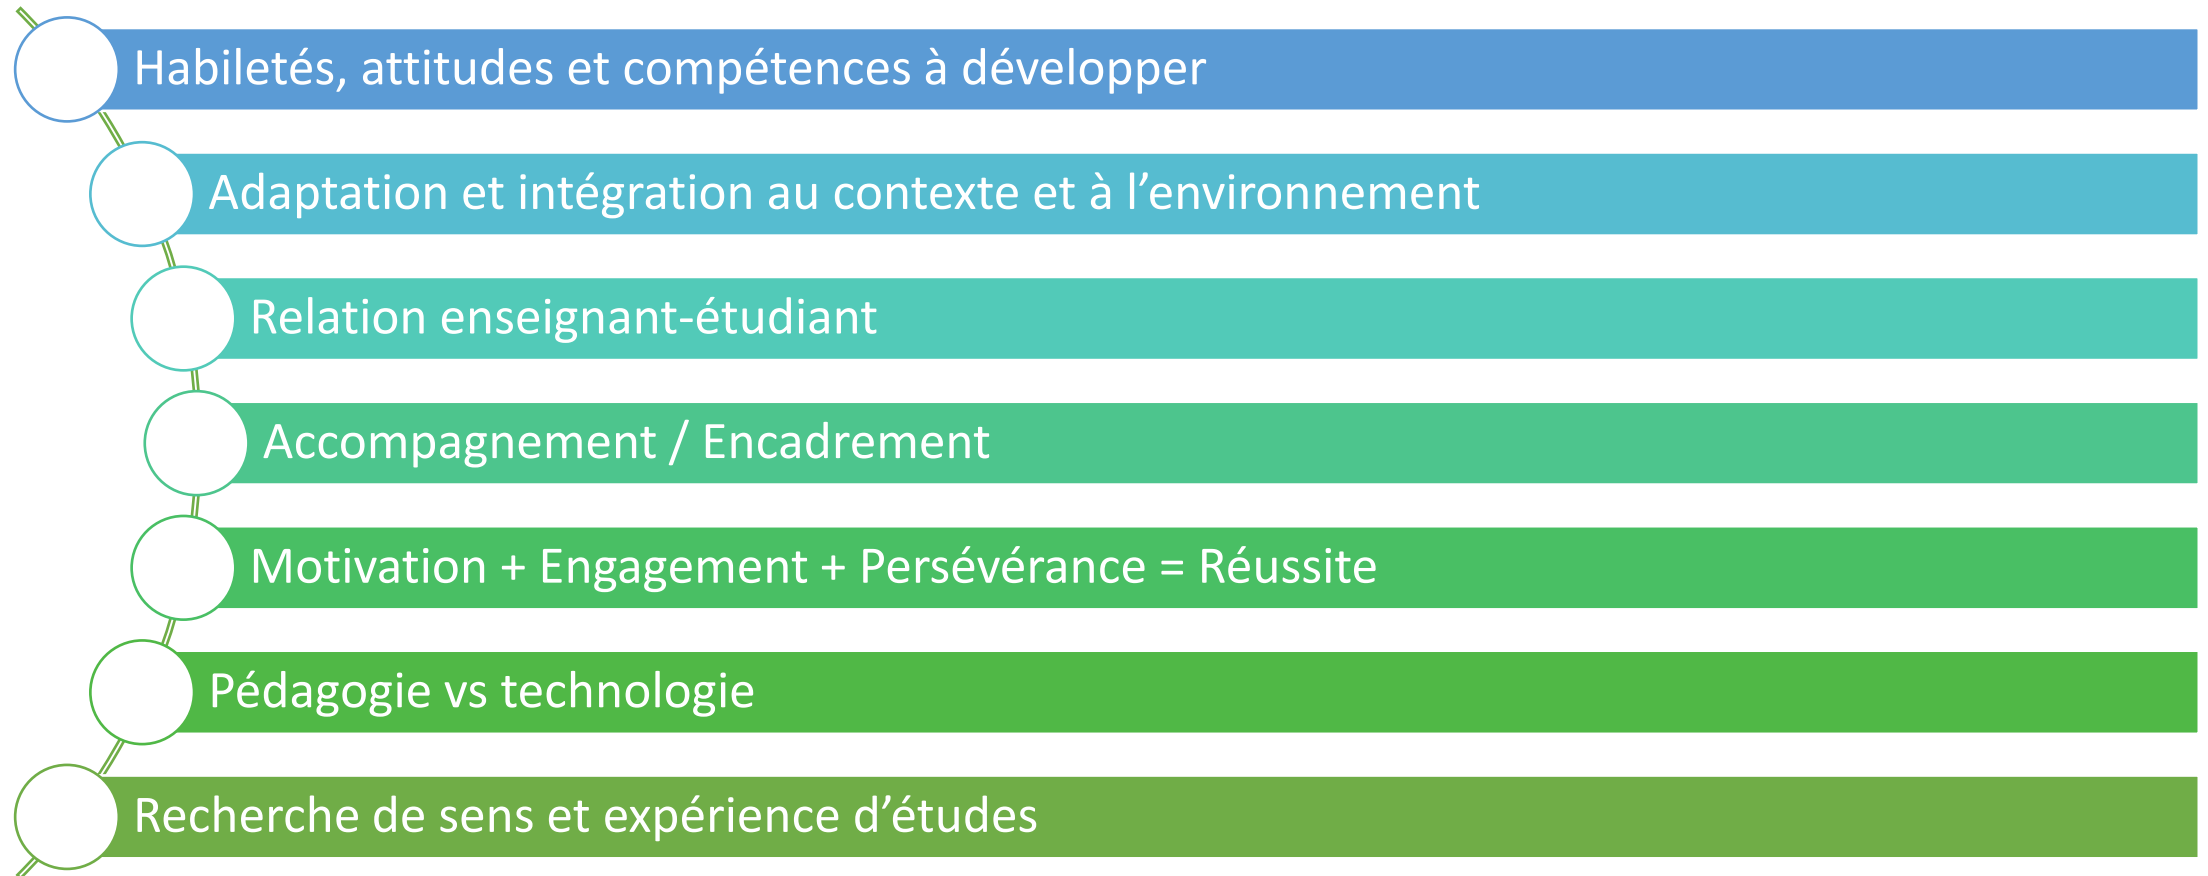 Habiletés, attitudes et compétences à développer
Adaptation et intégration au contexte et à l’environnement
Relation enseignant-étudiant
Accompagnement / Encadrement
Motivation + Engagement + Persévérance = Réussite
Pédagogie vs technologie
Recherche de sens et expérience d’études